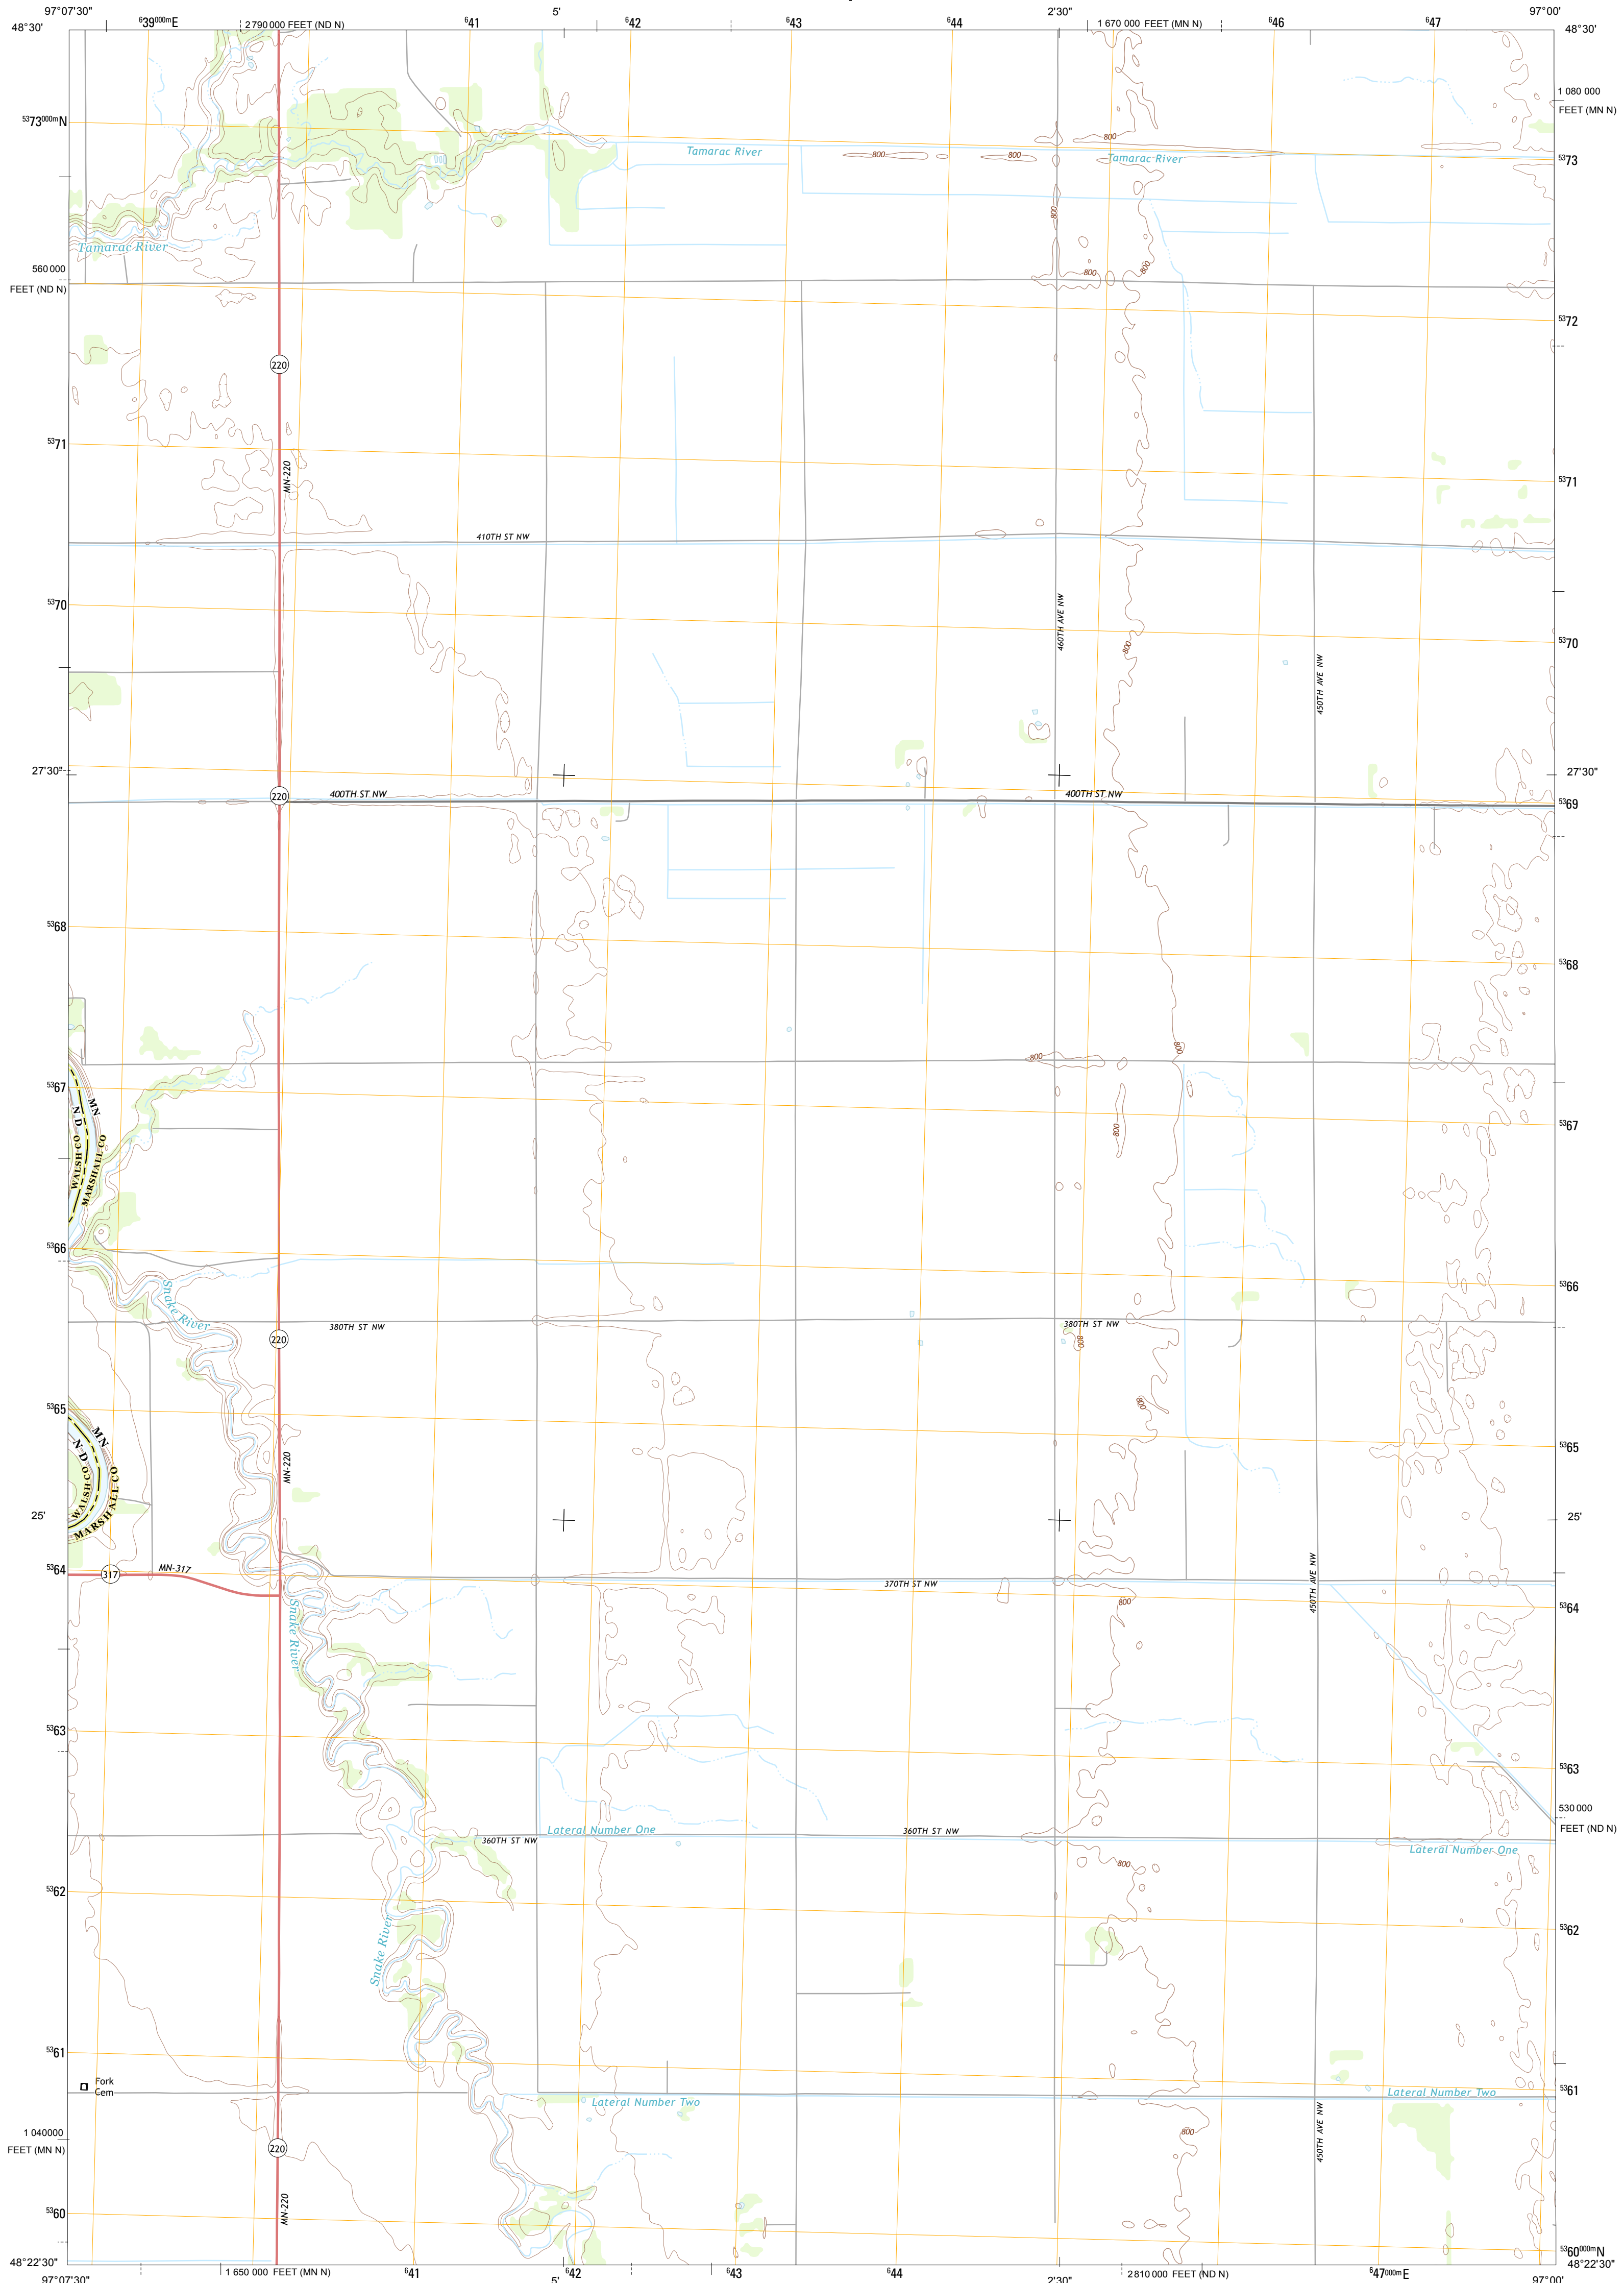 97°07'30" ⁶39⁰⁰⁰ᵐE 2 790 000 FEET (ND N) ⁶41 5' ⁶42 ⁶43 ⁶44 2'30" 1 670 000 FEET (MN N) ⁶46 ⁶47 97°00'
48°30' 48°30'
1 080 000
FEET (MN N)
⁵³73⁰⁰⁰ᵐN
800
Tamarac River
800
800
Tamarac River
⁵³73
800
Tamarac River
560 000
FEET (ND N)
800
800
⁵³72
220
⁵³71
MN-220
⁵³71
410TH ST NW
⁵³70
460TH AVE NW
⁵³70
800
450TH AVE NW
27'30"
27'30"
220
400TH ST NW
400TH ST NW
⁵³69
⁵³68
⁵³68
800
800
⁵³67
MN
N D
WALSH CO
MARSHALL CO
800
⁵³67
⁵³66
⁵³66
Snake River
220
380TH ST NW
380TH ST NW
800
800
⁵³65
MN
N D
WALSH CO
MARSHALL CO
MN-220
⁵³65
25'
25'
⁵³64
317
MN-317
370TH ST NW
450TH AVE NW
800
⁵³64
Snake River
⁵³63
⁵³63
530 000
FEET (ND N)
Lateral Number One
360TH ST NW
360TH ST NW
Lateral Number One
800
⁵³62
⁵³62
Snake River
⁵³61
Fork
Cem
⁵³61
Lateral Number Two
Lateral Number Two
1 040000
FEET (MN N)
220
800
450TH AVE NW
MN-220
⁵³60
⁵³60⁰⁰⁰ᵐN
48°22'30" 48°22'30"
97°07'30" 1 650 000 FEET (MN N) ⁶41 5' ⁶42 ⁶43 ⁶44 2'30" 2 810 000 FEET (ND N) ⁶47⁰⁰⁰ᵐE 97°00'